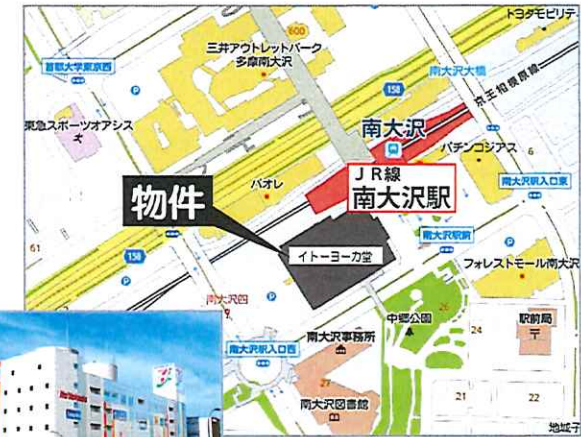 トヨタモビリテ
600
三井アウトレットパーク
多摩南大沢
首都大学東京西
南大沢大橋
158
京王相模原線
東急スポーツオアシス
南大沢
パチンコジアス
6
JR線
南大沢駅
パオレ
物件
南大沢駅入口東
イトーヨーカ堂
南大沢駅前
61
158
フォレストモール南大沢
南大沢四
中郷公園
26
24
駅前局
南大沢事務所
南大沢駅入口西
27
南大沢図書館
21
22
地域子